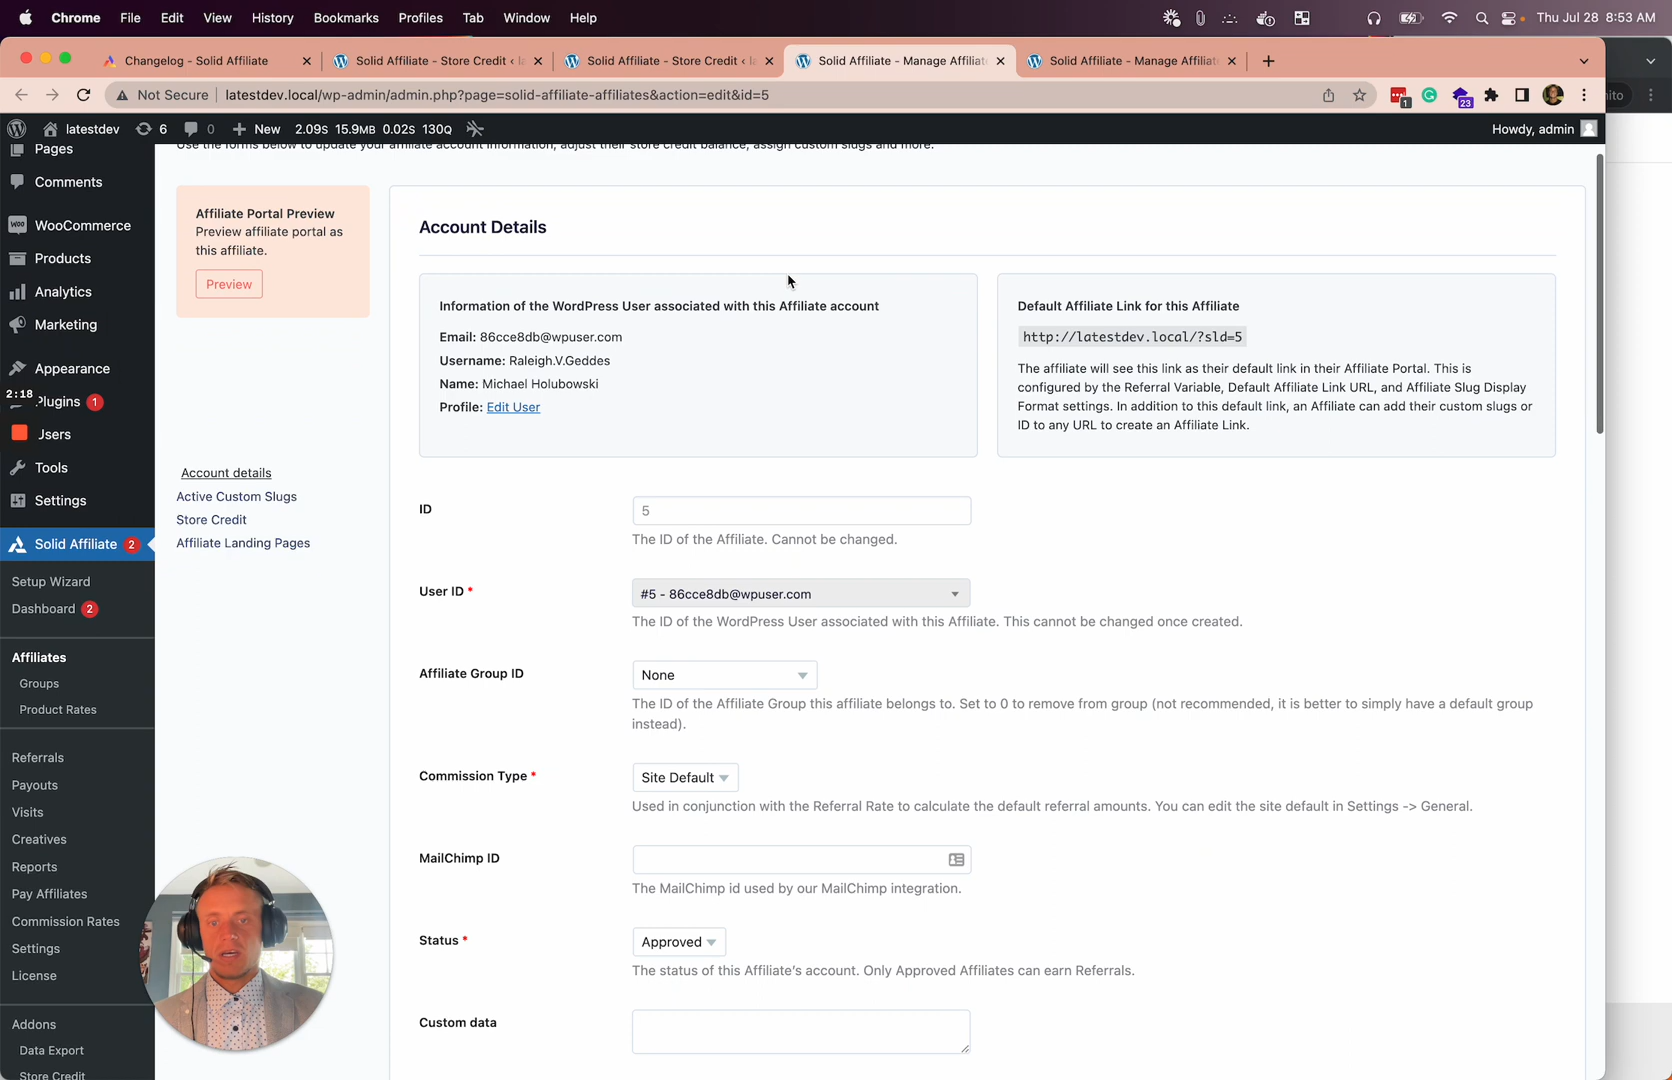 Chrome File Edit View History Bookmarks Profiles Tab Window Help Thu Jul 28 8:53 AM
Changelog - Solid Affiliate
Solid Affiliate - Store Credit ‹ la
Solid Affiliate - Store Credit ‹ la
Solid Affiliate - Manage Affiliat
Solid Affiliate - Manage Affiliat
Not Secure latestdev.local/wp-admin/admin.php?page=solid-affiliate-affiliates&action=edit&id=5 1 23
latestdev 6 0 New 2.09s 15.9MB 0.02s 130Q Howdy, admin
Use the forms below to update your affiliate account information, adjust their store credit balance, assign custom slugs and more.
Pages
Comments
WooCommerce
Products
Analytics
Marketing
Appearance
2:18
Plugins 1
Jsers
Tools
Settings
Solid Affiliate 2
Setup Wizard
Dashboard 2
Affiliates
Groups
Product Rates
Referrals
Payouts
Visits
Creatives
Reports
Pay Affiliates
Commission Rates
Settings
License
Addons
Data Export
Store Credit
Affiliate Portal Preview
Preview affiliate portal as
this affiliate.
Preview
Account details
Active Custom Slugs
Store Credit
Affiliate Landing Pages
Account Details
Information of the WordPress User associated with this Affiliate account
Email: 86cce8db@wpuser.com
Username: Raleigh.V.Geddes
Name: Michael Holubowski
Profile: Edit User
Default Affiliate Link for this Affiliate
http://latestdev.local/?sld=5
The affiliate will see this link as their default link in their Affiliate Portal. This is
configured by the Referral Variable, Default Affiliate Link URL, and Affiliate Slug Display
Format settings. In addition to this default link, an Affiliate can add their custom slugs or
ID to any URL to create an Affiliate Link.
ID
5
The ID of the Affiliate. Cannot be changed.
User ID *
#5 - 86cce8db@wpuser.com
The ID of the WordPress User associated with this Affiliate. This cannot be changed once created.
Affiliate Group ID
None
The ID of the Affiliate Group this affiliate belongs to. Set to 0 to remove from group (not recommended, it is better to simply have a default group
instead).
Commission Type *
Site Default
Used in conjunction with the Referral Rate to calculate the default referral amounts. You can edit the site default in Settings -> General.
MailChimp ID
The MailChimp id used by our MailChimp integration.
Status *
Approved
The status of this Affiliate's account. Only Approved Affiliates can earn Referrals.
Custom data